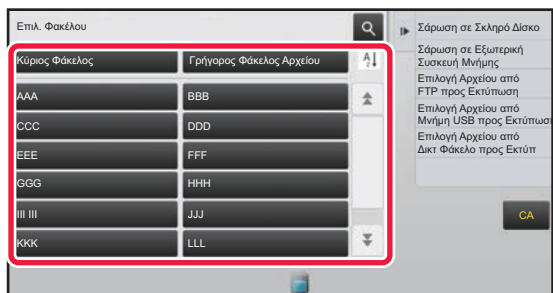 Επιλ. Φακέλου
Κύριος Φάκελος
Γρήγορος Φάκελος Αρχείου
AAA
BBB
CCC
DDD
EEE
FFF
GGG
HHH
III III
JJJ
KKK
LLL
Σάρωση σε Σκληρό Δίσκο
Σάρωση σε Εξωτερική
Συσκευή Μνήμης
Επιλογή Αρχείου από
FTP προς Εκτύπωση
Επιλογή Αρχείου από
Μνήμη USB προς Εκτύπωσ
Επιλογή Αρχείου από
Δικτ Φάκελο προς Εκτύπ
CA